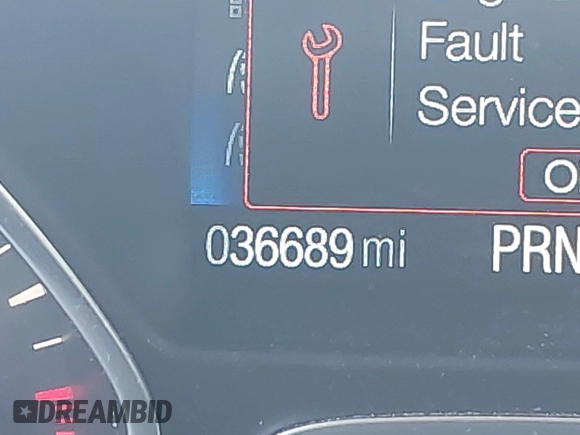 Fault
Service
036689 mi
PRN
DREAMBID